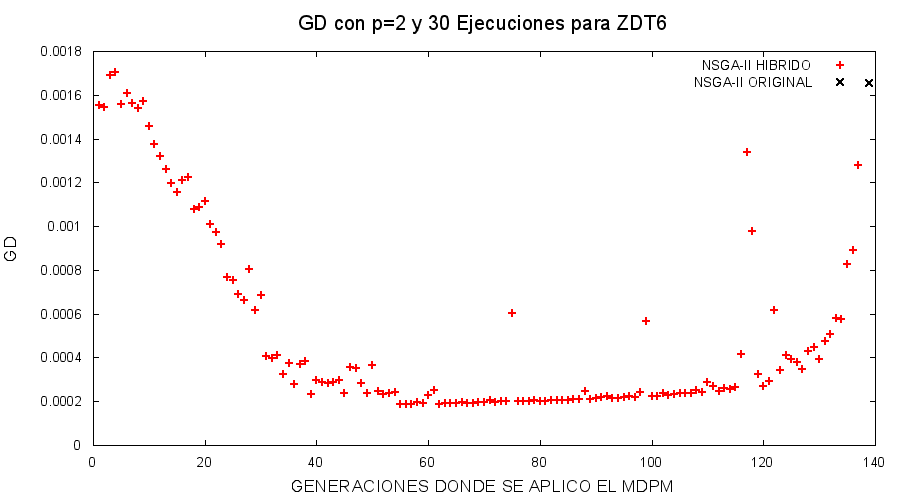 GD con p=2 y 30 Ejecuciones para ZDT6
0.0018
NSGA-II HIBRIDO
NSGA-II ORIGINAL
0.0016
0.0014
0.0012
0.001
0.0008
0.0006
0.0004
0.0002
0
GD
0 20 40 60 80 100 120 140
GENERACIONES DONDE SE APLICO EL MDPM